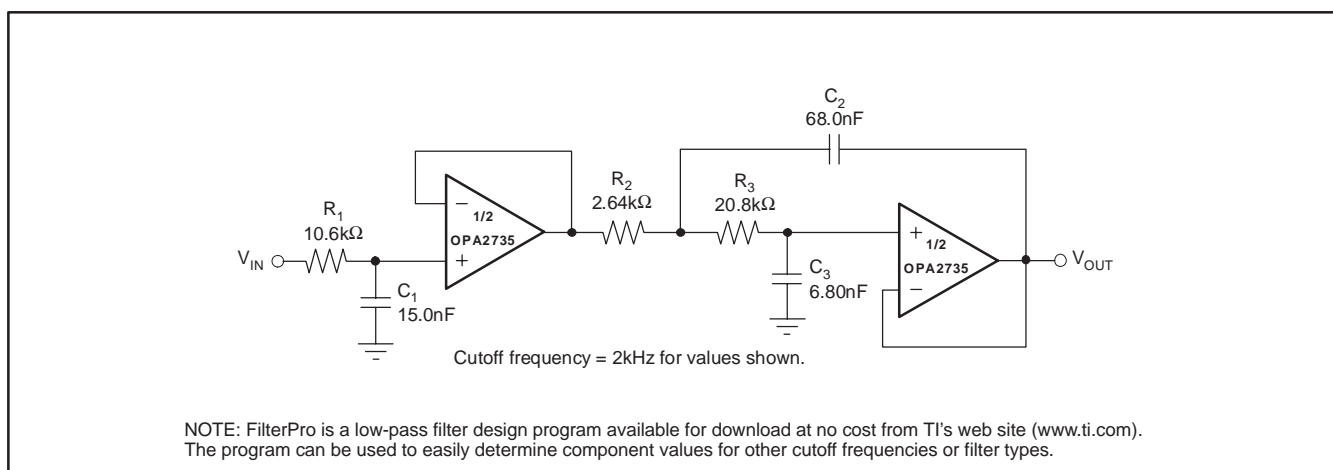 C2
68.0nF
R1
10.6kΩ
VIN
C1
15.0nF
−
1/2
OPA2735
+
R2
2.64kΩ
R3
20.8kΩ
C3
6.80nF
+
1/2
OPA2735
−
VOUT
Cutoff frequency = 2kHz for values shown.
NOTE: FilterPro is a low-pass filter design program available for download at no cost from TI's web site (www.ti.com).
The program can be used to easily determine component values for other cutoff frequencies or filter types.